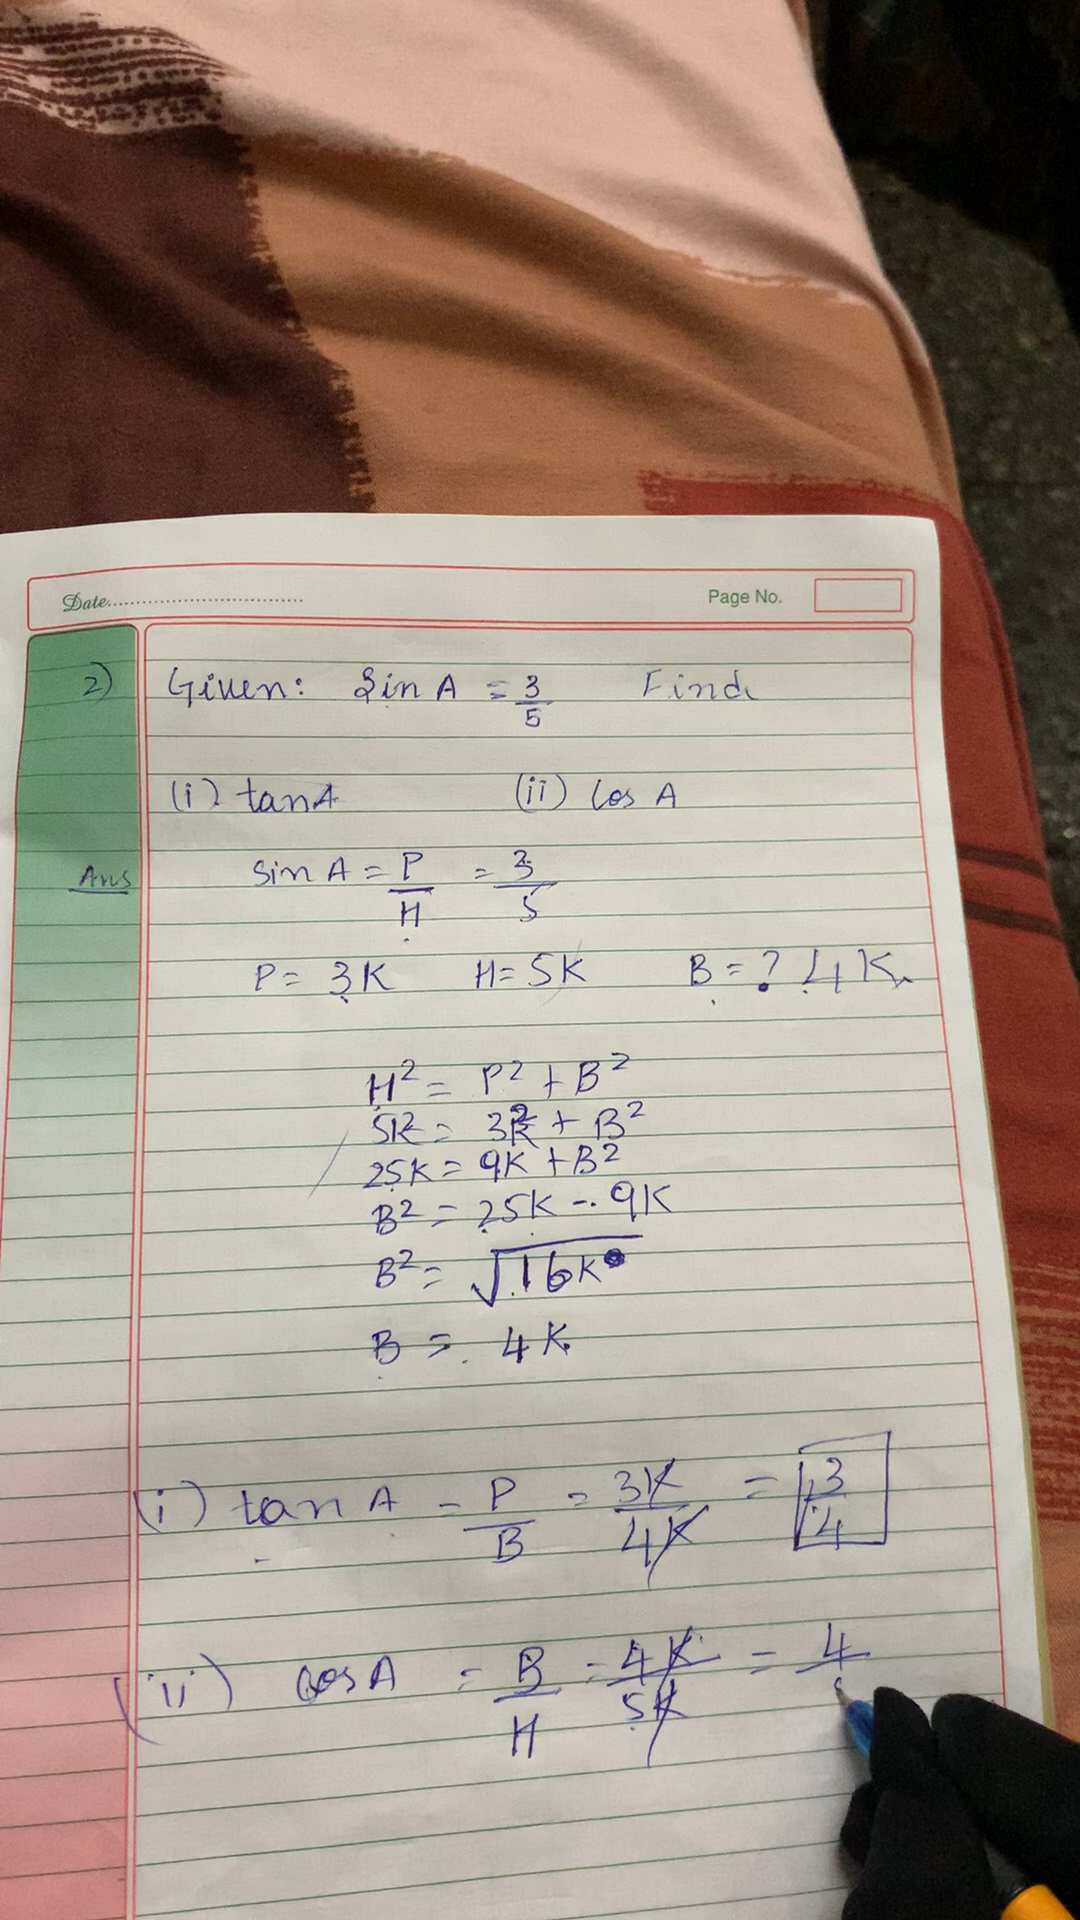 Date
Page No.
2) Given: Sin A = 3/5 Find
(i) tan A (ii) Cos A
Ans sin A = P/H = 3/5
P = 3K H = 5K B = ? 4K
H² = P² + B²
5K² = 3K² + B²
25K = 9K + B²
B² = 25K - 9K
B² = √16K
B = 4K
(i) tan A = P/B = 3K/4K = 3/4
(ii) cos A = B/H = 4K/5K = 4/